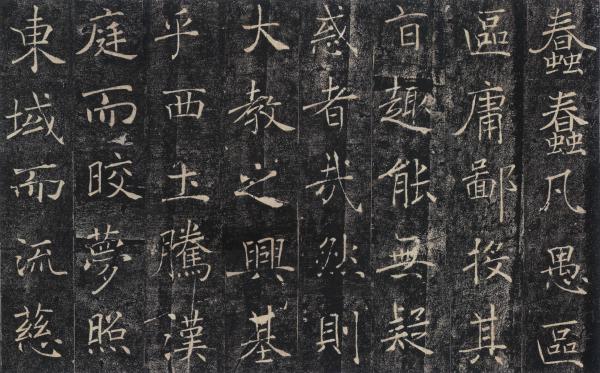 蠢蠢凡愚區
區庸鄙投其
旨趣能無疑
惑者哉然則
大教之興基
乎西土騰漢
庭而晈夢照
東域而流慈